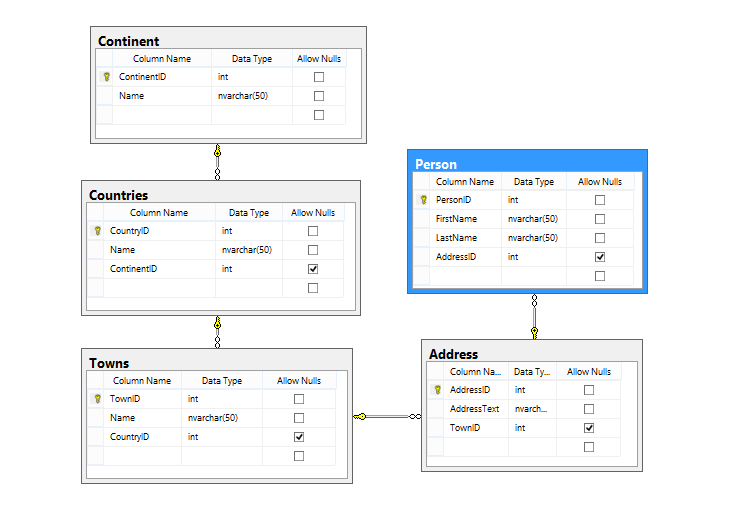 Continent
Column Name Data Type Allow Nulls
ContinentID int
Name nvarchar(50)
Countries
Column Name Data Type Allow Nulls
CountryID int
Name nvarchar(50)
ContinentID int
Towns
Column Name Data Type Allow Nulls
TownID int
Name nvarchar(50)
CountryID int
Person
Column Name Data Type Allow Nulls
PersonID int
FirstName nvarchar(50)
LastName nvarchar(50)
AddressID int
Address
Column Na... Data Ty... Allow Nulls
AddressID int
AddressText nvarch...
TownID int